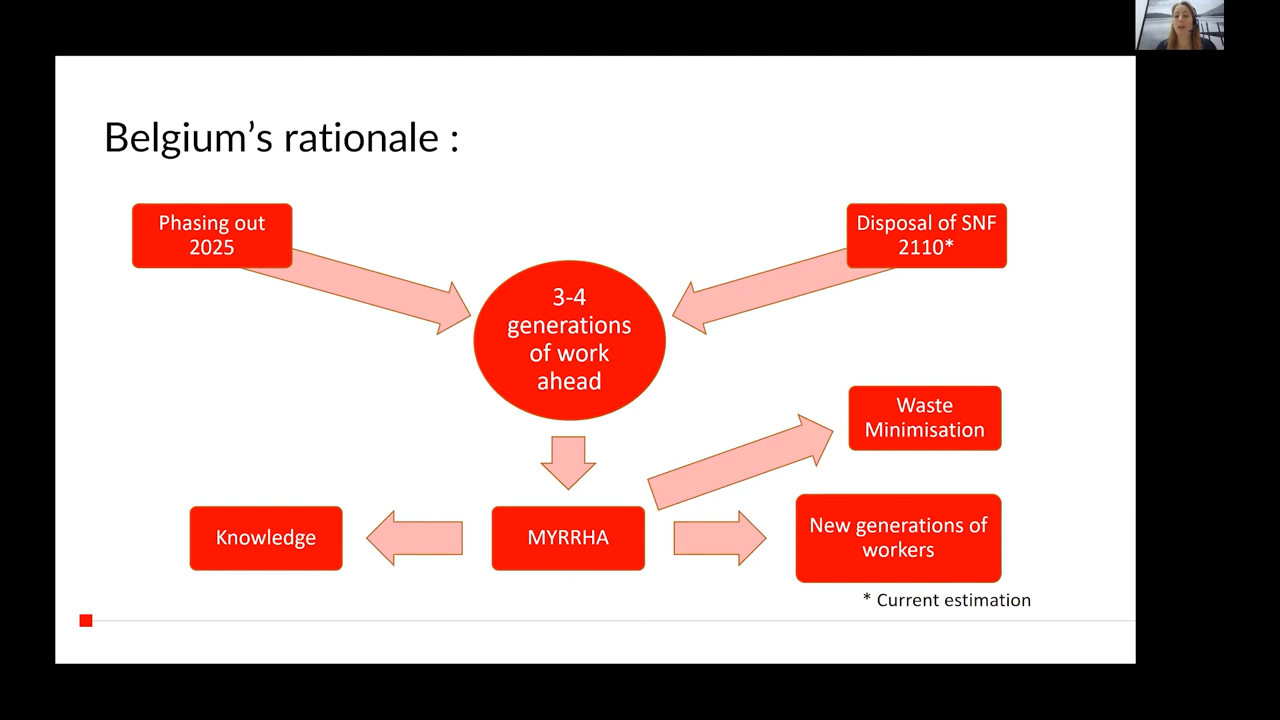 Belgium's rationale :
Phasing out
2025
Disposal of SNF
2110*
3-4
generations
of work
ahead
Waste
Minimisation
Knowledge
MYRRHA
New generations of
workers
* Current estimation